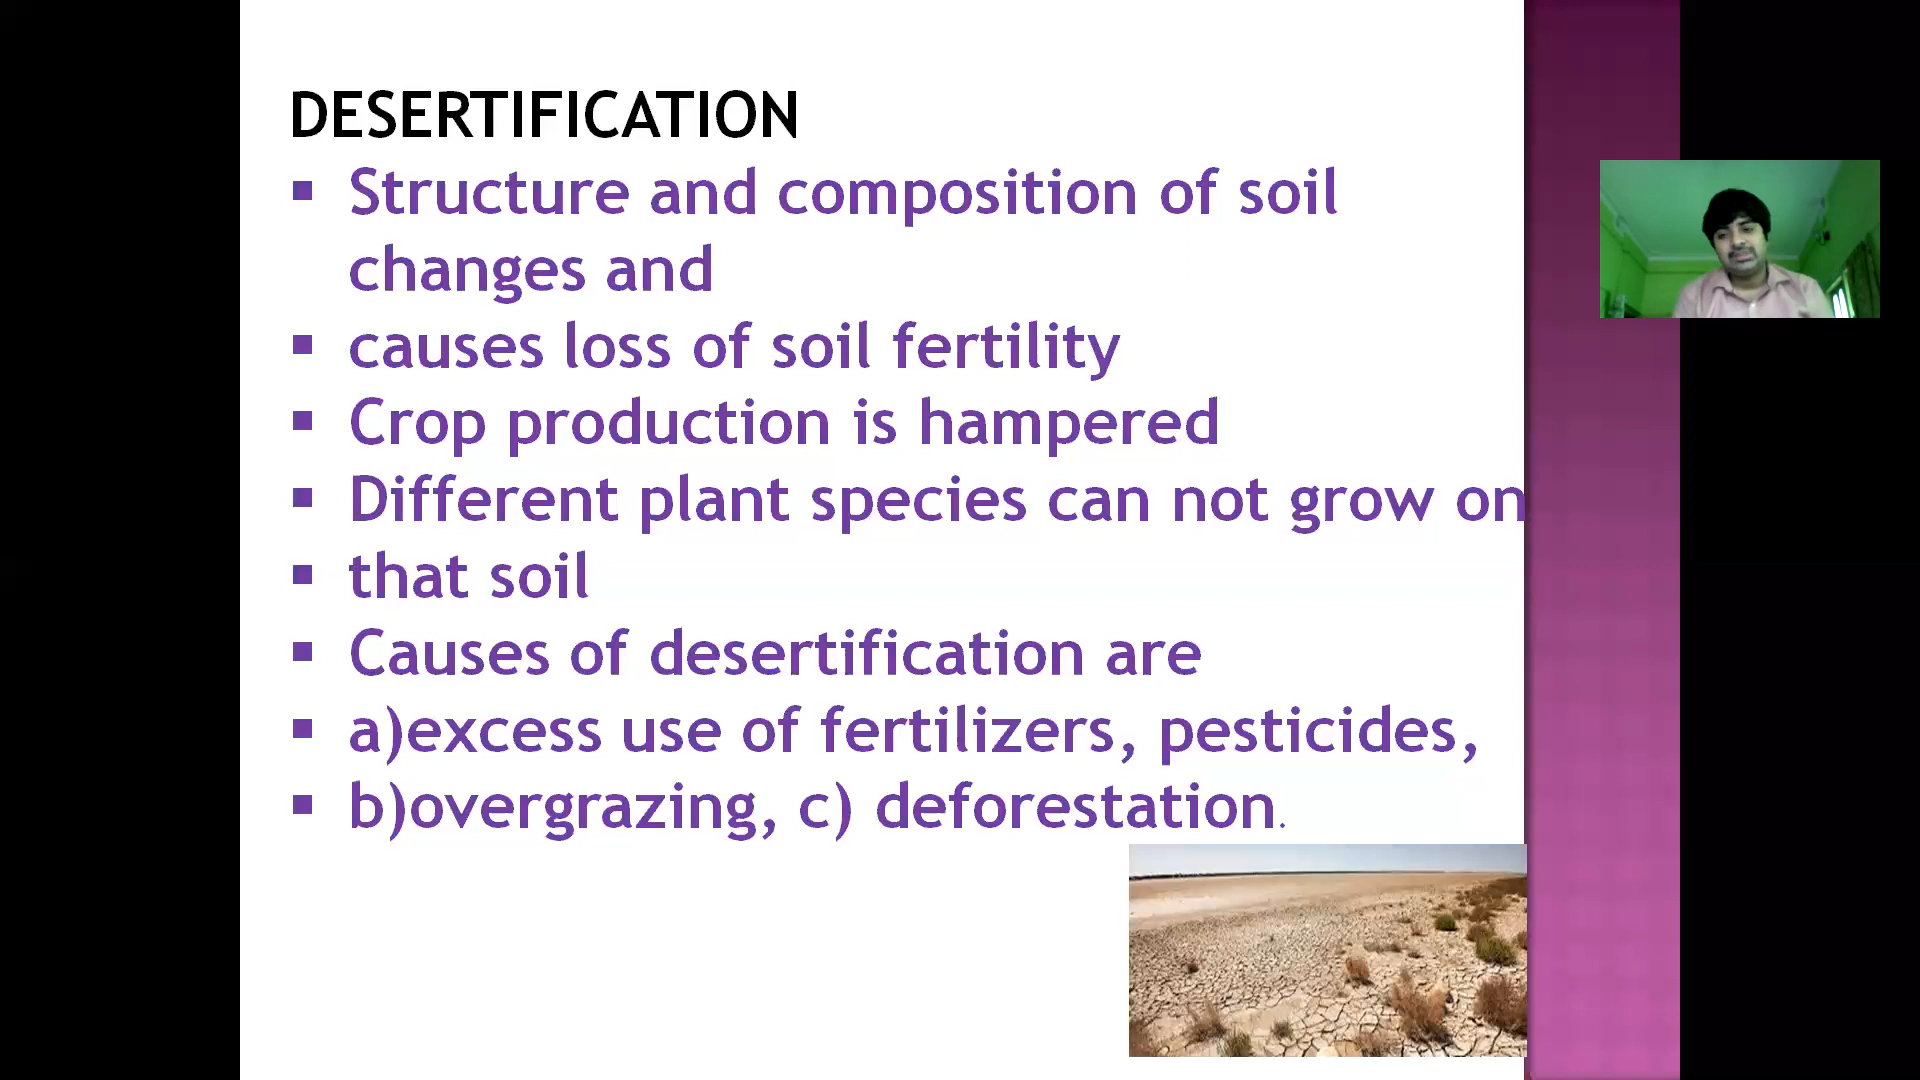 DESERTIFICATION
▪ Structure and composition of soil
changes and
▪ causes loss of soil fertility
▪ Crop production is hampered
▪ Different plant species can not grow on
▪ that soil
▪ Causes of desertification are
▪ a)excess use of fertilizers, pesticides,
▪ b)overgrazing, c) deforestation.